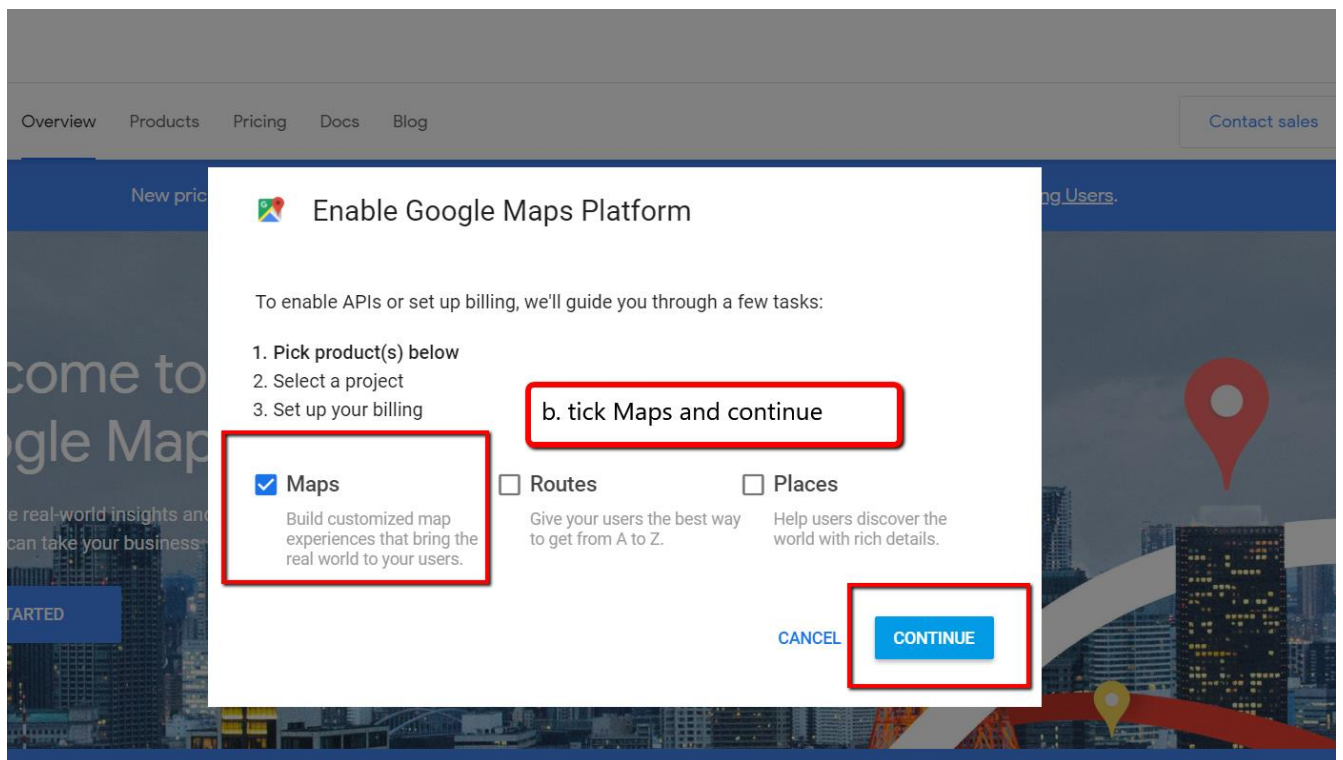 Overview Products Pricing Docs Blog Contact sales
New pric
ng Users.
Enable Google Maps Platform
To enable APIs or set up billing, we'll guide you through a few tasks:
1. Pick product(s) below
2. Select a project
3. Set up your billing
b. tick Maps and continue
come to
ogle Map
e real-world insights and
can take your business
TARTED
Maps
Build customized map
experiences that bring the
real world to your users.
Routes
Give your users the best way
to get from A to Z.
Places
Help users discover the
world with rich details.
CANCEL CONTINUE